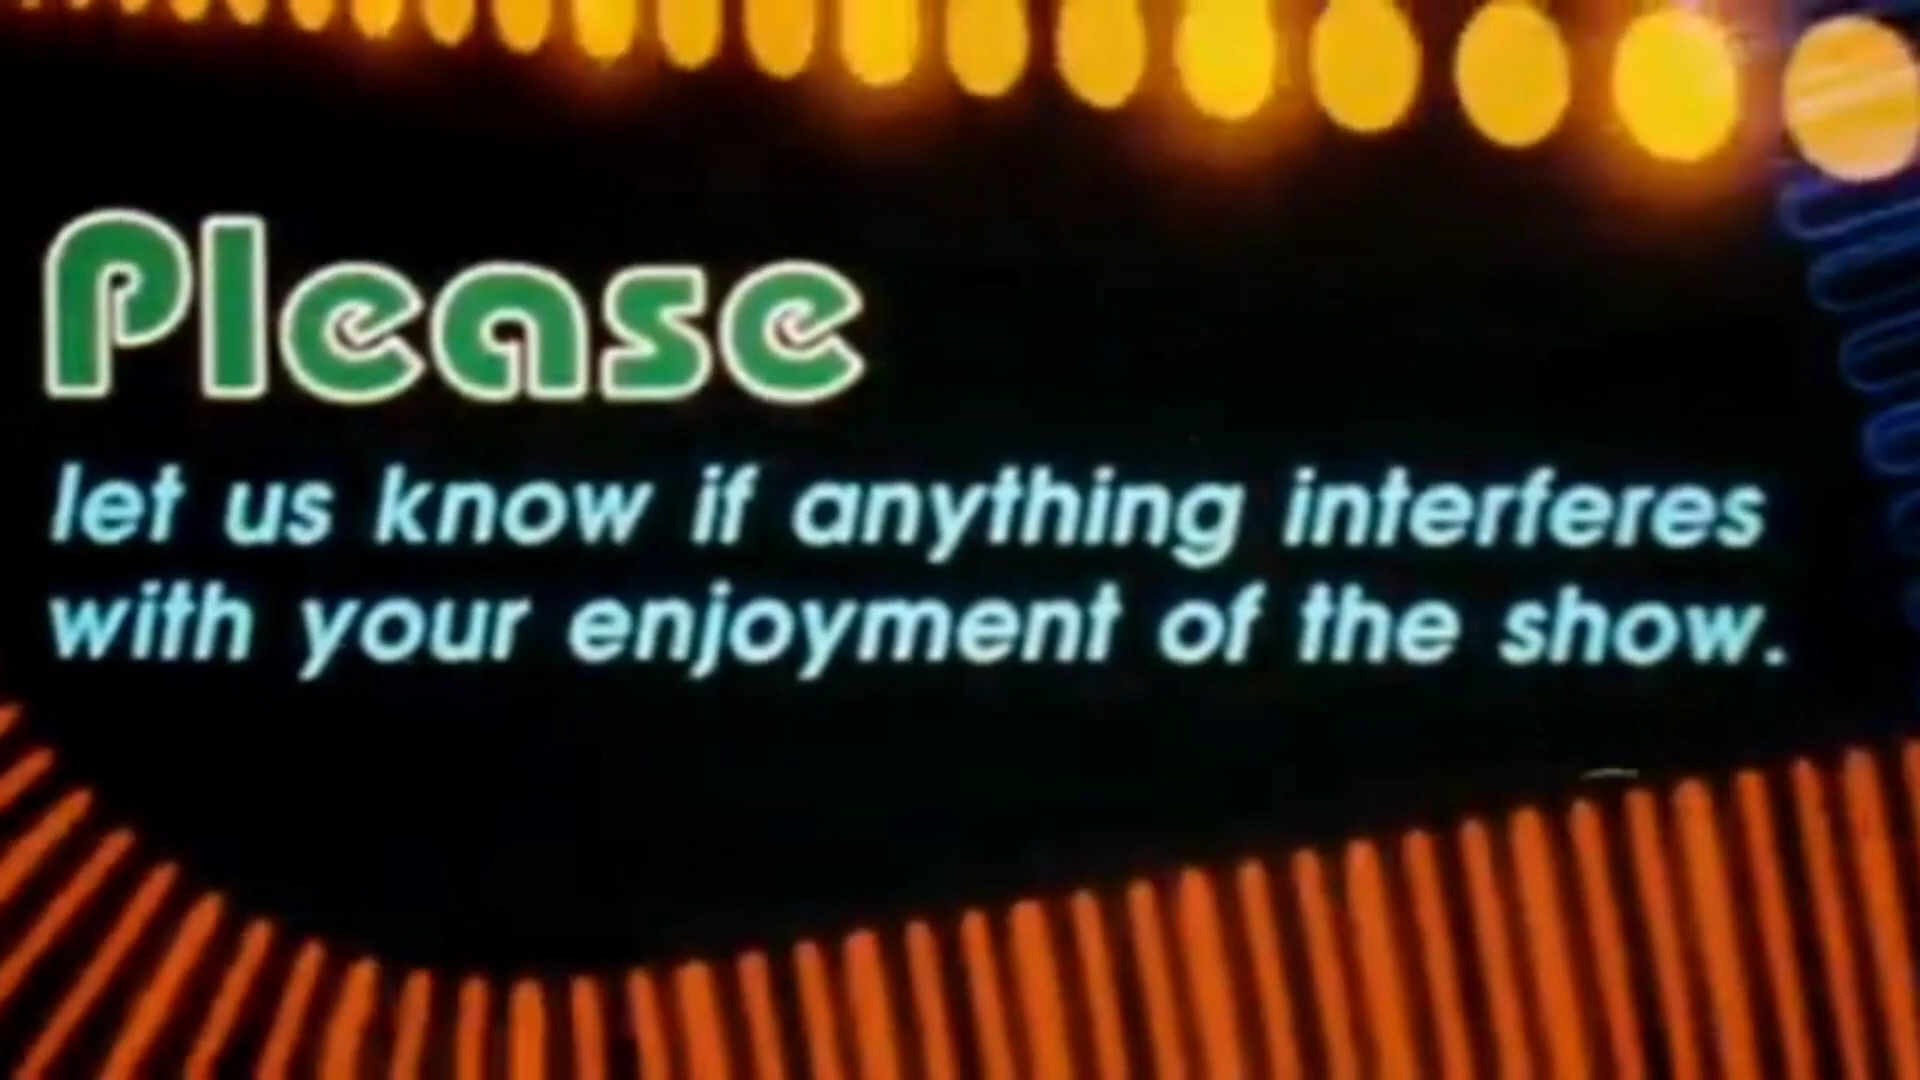 Please
let us know if anything interferes
with your enjoyment of the show.